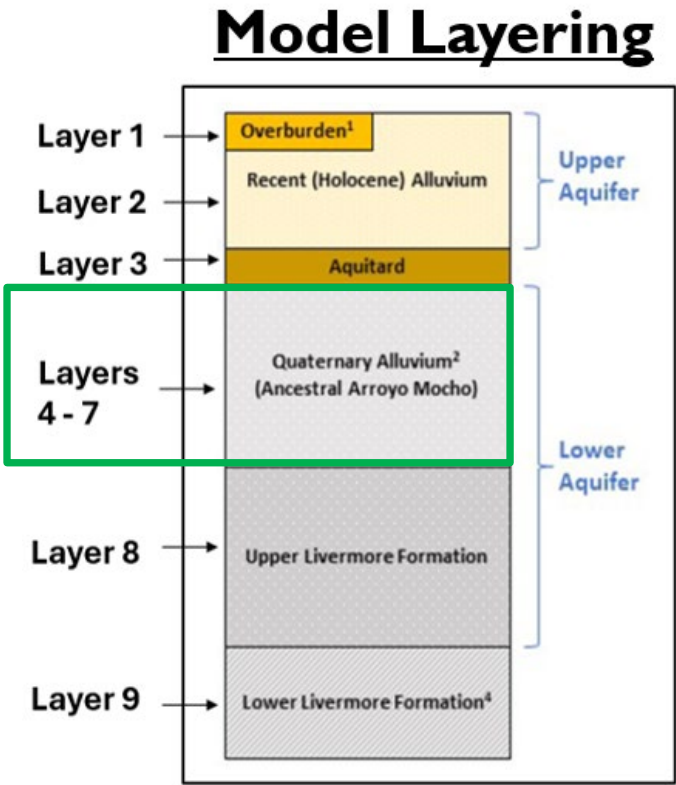 Model Layering
Layer 1
Overburden¹
Recent (Holocene) Alluvium
Upper
Aquifer
Layer 2
Layer 3
Aquitard
Layers
4 - 7
Quaternary Alluvium²
(Ancestral Arroyo Mocho)
Lower
Aquifer
Layer 8
Upper Livermore Formation
Layer 9
Lower Livermore Formation⁴